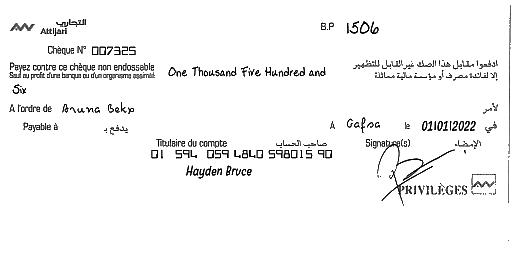 التجاري
Attijari
B.P 1506
Chèque N° 007325
Payez contre ce chèque non endossable
Sauf au profit d'une banque ou d'un organisme assimilé
One Thousand Five Hundred and
ادفعوا مقابل هذا الصك غير القابل للتظهير
إلا لفائدة مصرف أو مؤسسة مالية مماثلة
Six
A l'ordre de Aruna Bekx
لأمر
Payable à
يدفع بـ
A Gafsa le 01/01/2022 في
Titulaire du compte صاحب الحساب
Signature(s) الإمضاء
01 594 059 4840 598015 90
Hayden Bruce
PRIVILÈGES